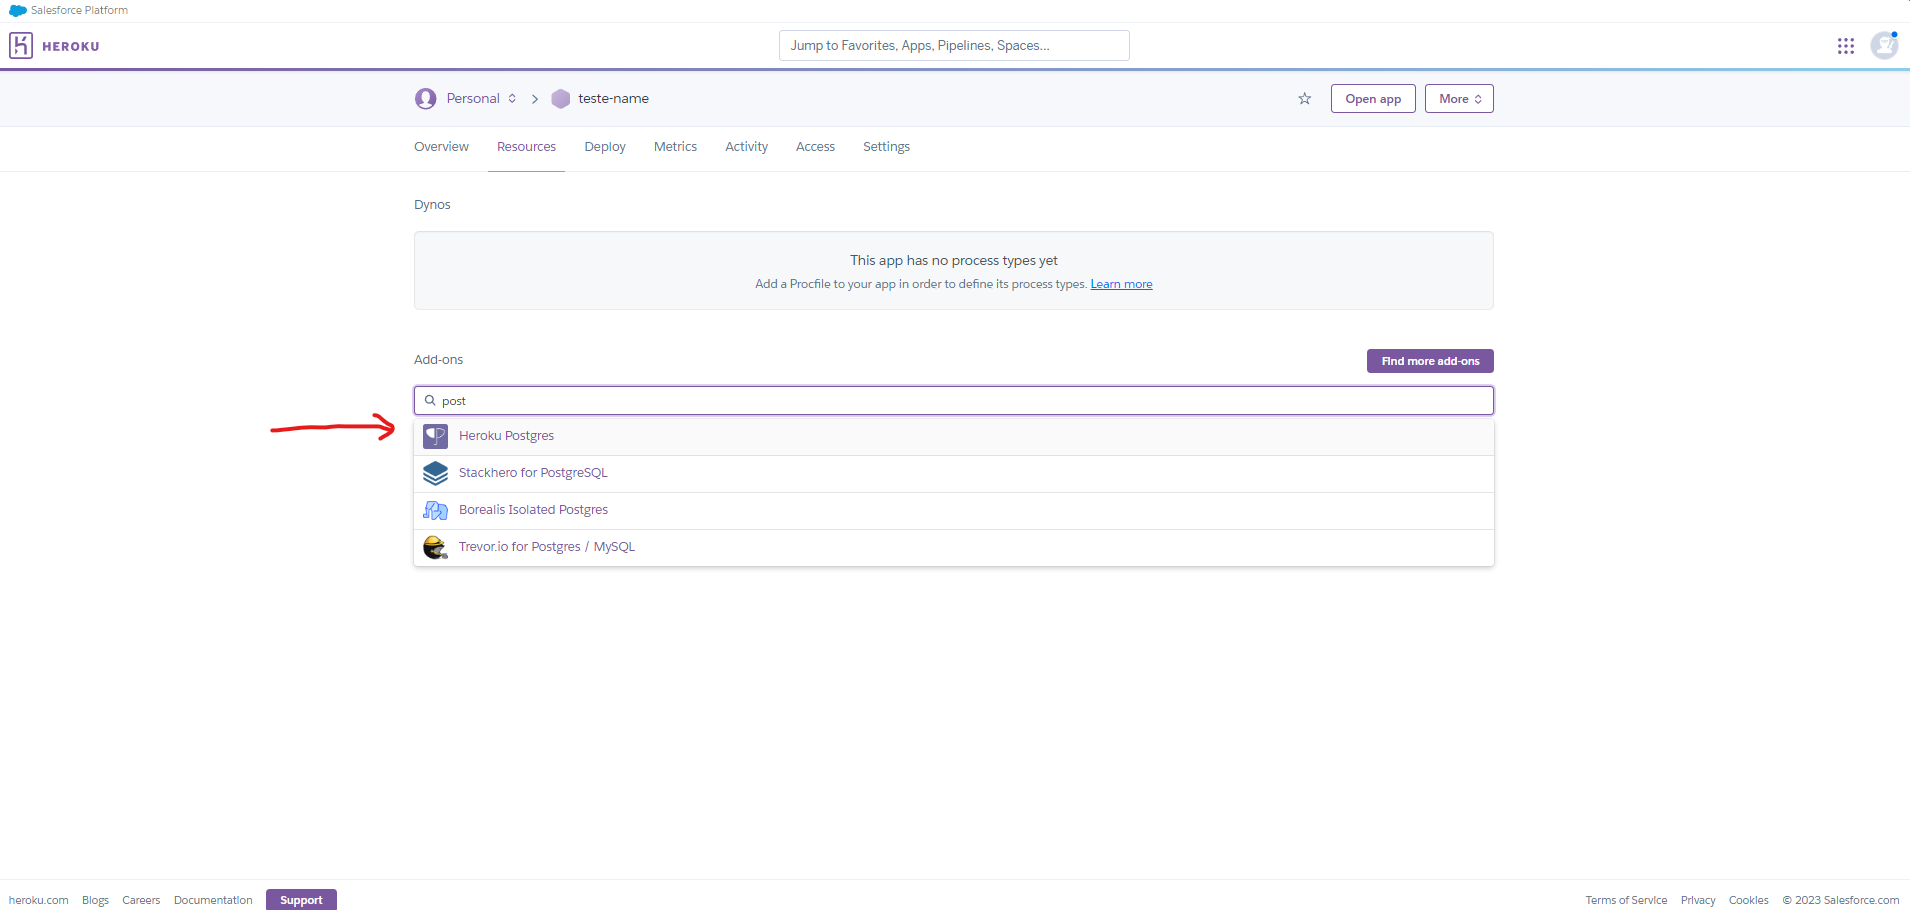 Salesforce Platform
HEROKU
Jump to Favorites, Apps, Pipelines, Spaces...
Personal
teste-name
Open app
More
Overview
Resources
Deploy
Metrics
Activity
Access
Settings
Dynos
This app has no process types yet
Add a Procfile to your app in order to define its process types. Learn more
Add-ons
Find more add-ons
post
Heroku Postgres
Stackhero for PostgreSQL
Borealis Isolated Postgres
Trevor.io for Postgres / MySQL
heroku.com Blogs Careers Documentation Support
Terms of Service Privacy Cookies © 2023 Salesforce.com